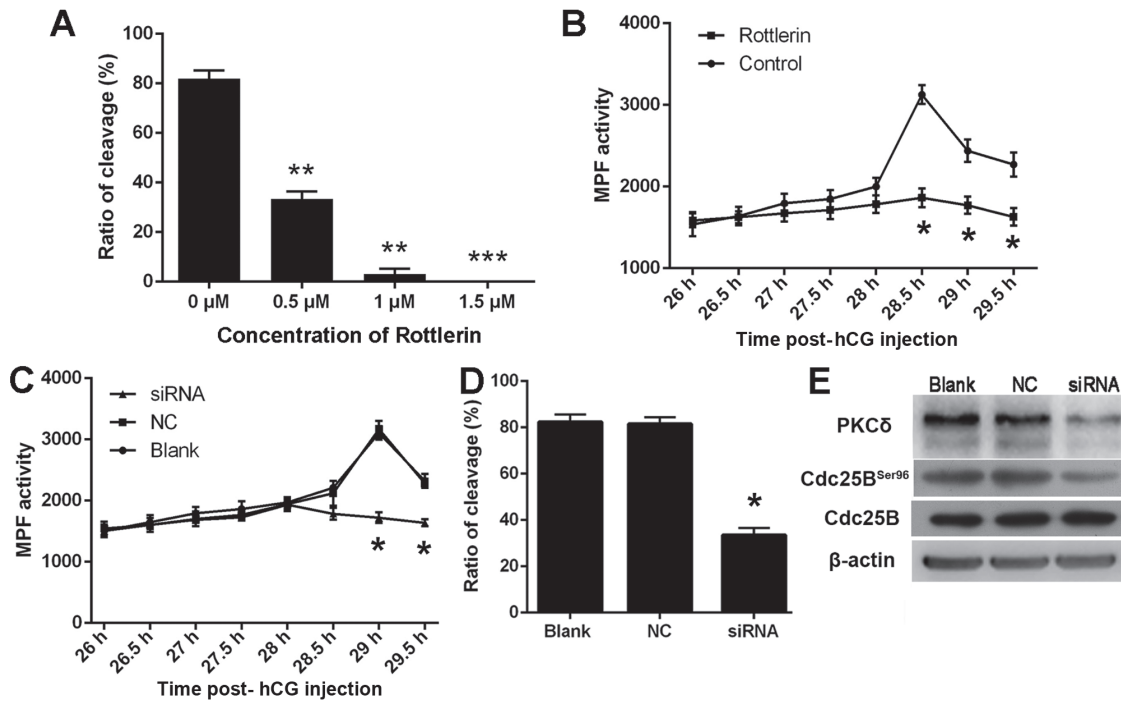 A
Ratio of cleavage (%)
100
80
60
40
20
0
**
**
***
0 μM
0.5 μM
1 μM
1.5 μM
Concentration of Rottlerin
B
MPF activity
4000
3000
2000
1000
Rottlerin
Control
*
*
*
26 h
26.5 h
27 h
27.5 h
28 h
28.5 h
29 h
29.5 h
Time post-hCG injection
C
MPF activity
4000
3000
2000
1000
0
siRNA
NC
Blank
*
*
26 h
26.5 h
27 h
27.5 h
28 h
28.5 h
29 h
29.5 h
Time post- hCG injection
D
Ratio of cleavage (%)
100
80
60
40
20
0
*
Blank
NC
siRNA
E
Blank NC siRNA
PKCδ
Cdc25BSer96
Cdc25B
β-actin